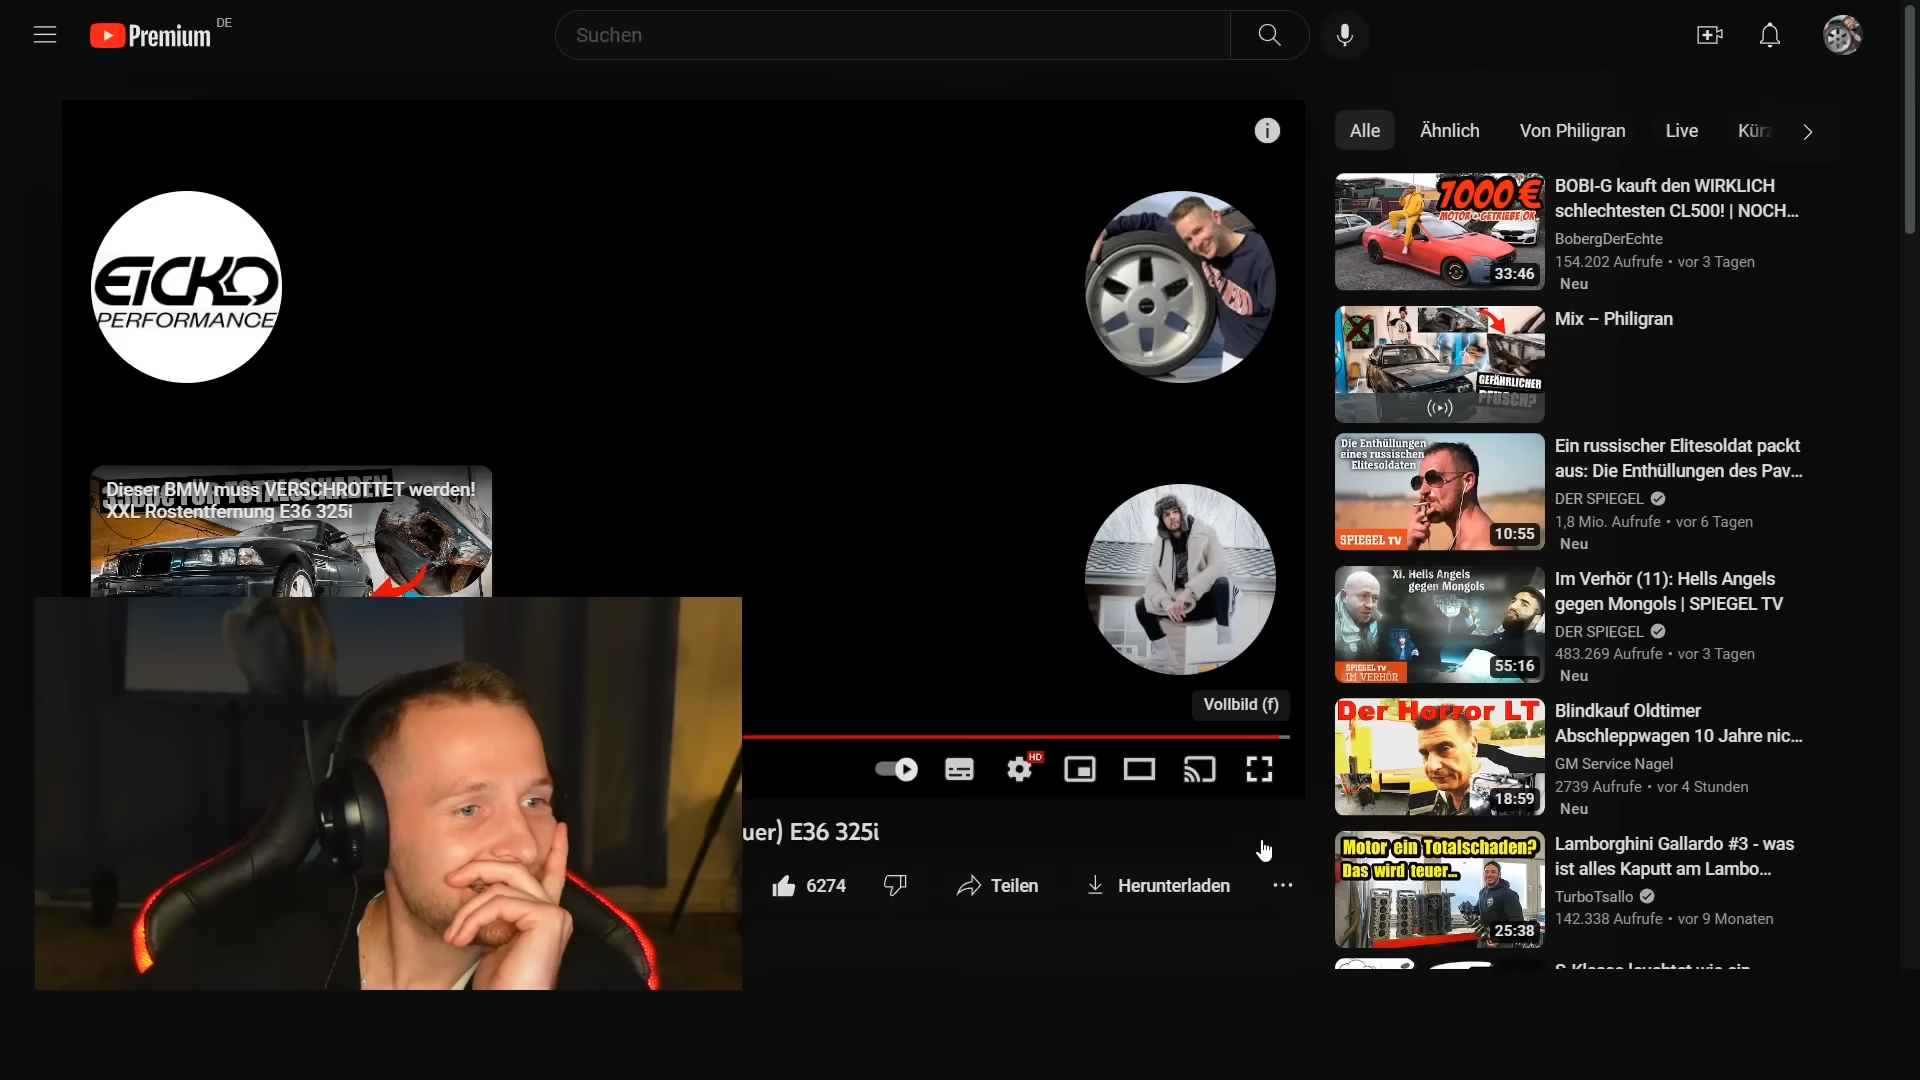 Premium
DE
Suchen
EICKO
PERFORMANCE
Dieser BMW muss VERSCHROTTET werden!
XXL Rostentfernung E36 325i
Vollbild (f)
HD
uer) E36 325i
6274
Teilen
Herunterladen
Alle
Ähnlich
Von Philigran
Live
Kürz
1000 €
MOTOR + GETRIEBE OK
33:46
BOBI-G kauft den WIRKLICH
schlechtesten CL500! | NOCH...
BobergDerEchte
154.202 Aufrufe • vor 3 Tagen
Neu
GEFÄHRLICHER
PFUSCH?
Mix – Philigran
Die Enthüllungen
eines russischen
Elitesoldaten
SPIEGEL TV
10:55
Ein russischer Elitesoldat packt
aus: Die Enthüllungen des Pav...
DER SPIEGEL
1,8 Mio. Aufrufe • vor 6 Tagen
Neu
XI. Hells Angels
gegen Mongols
SPIEGEL TV
IM VERHÖR
55:16
Im Verhör (11): Hells Angels
gegen Mongols | SPIEGEL TV
DER SPIEGEL
483.269 Aufrufe • vor 3 Tagen
Neu
Der Horror LT
18:59
Blindkauf Oldtimer
Abschleppwagen 10 Jahre nic...
GM Service Nagel
2739 Aufrufe • vor 4 Stunden
Neu
Motor ein Totalschaden?
Das wird teuer...
25:38
Lamborghini Gallardo #3 - was
ist alles Kaputt am Lambo...
TurboTsallo
142.338 Aufrufe • vor 9 Monaten